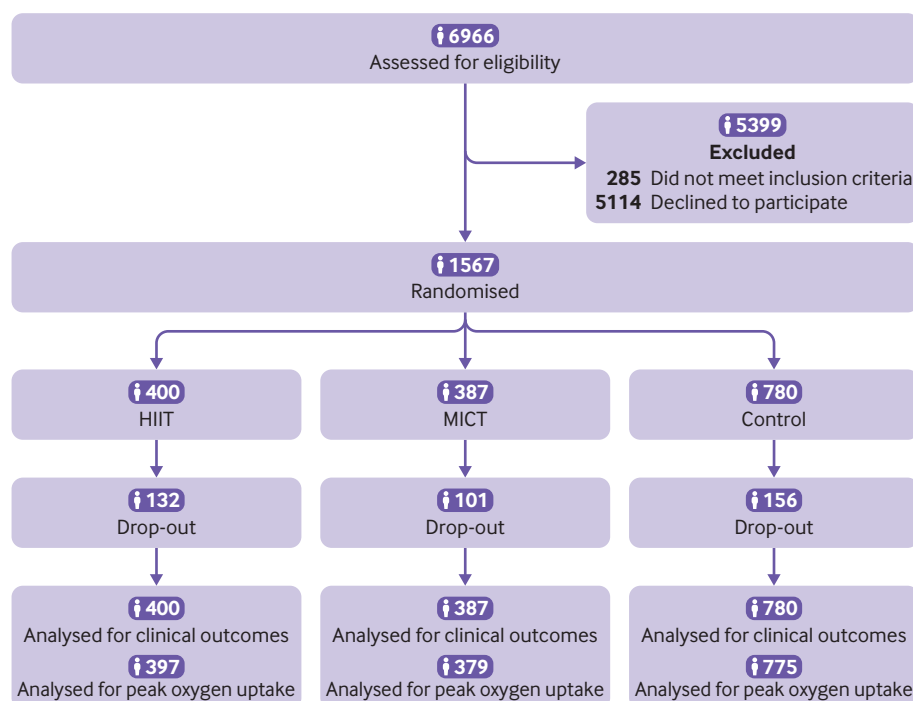 6966
Assessed for eligibility
5399
Excluded
285 Did not meet inclusion criteria
5114 Declined to participate
1567
Randomised
400
HIIT
387
MICT
780
Control
132
Drop-out
101
Drop-out
156
Drop-out
400
Analysed for clinical outcomes
397
Analysed for peak oxygen uptake
387
Analysed for clinical outcomes
379
Analysed for peak oxygen uptake
780
Analysed for clinical outcomes
775
Analysed for peak oxygen uptake